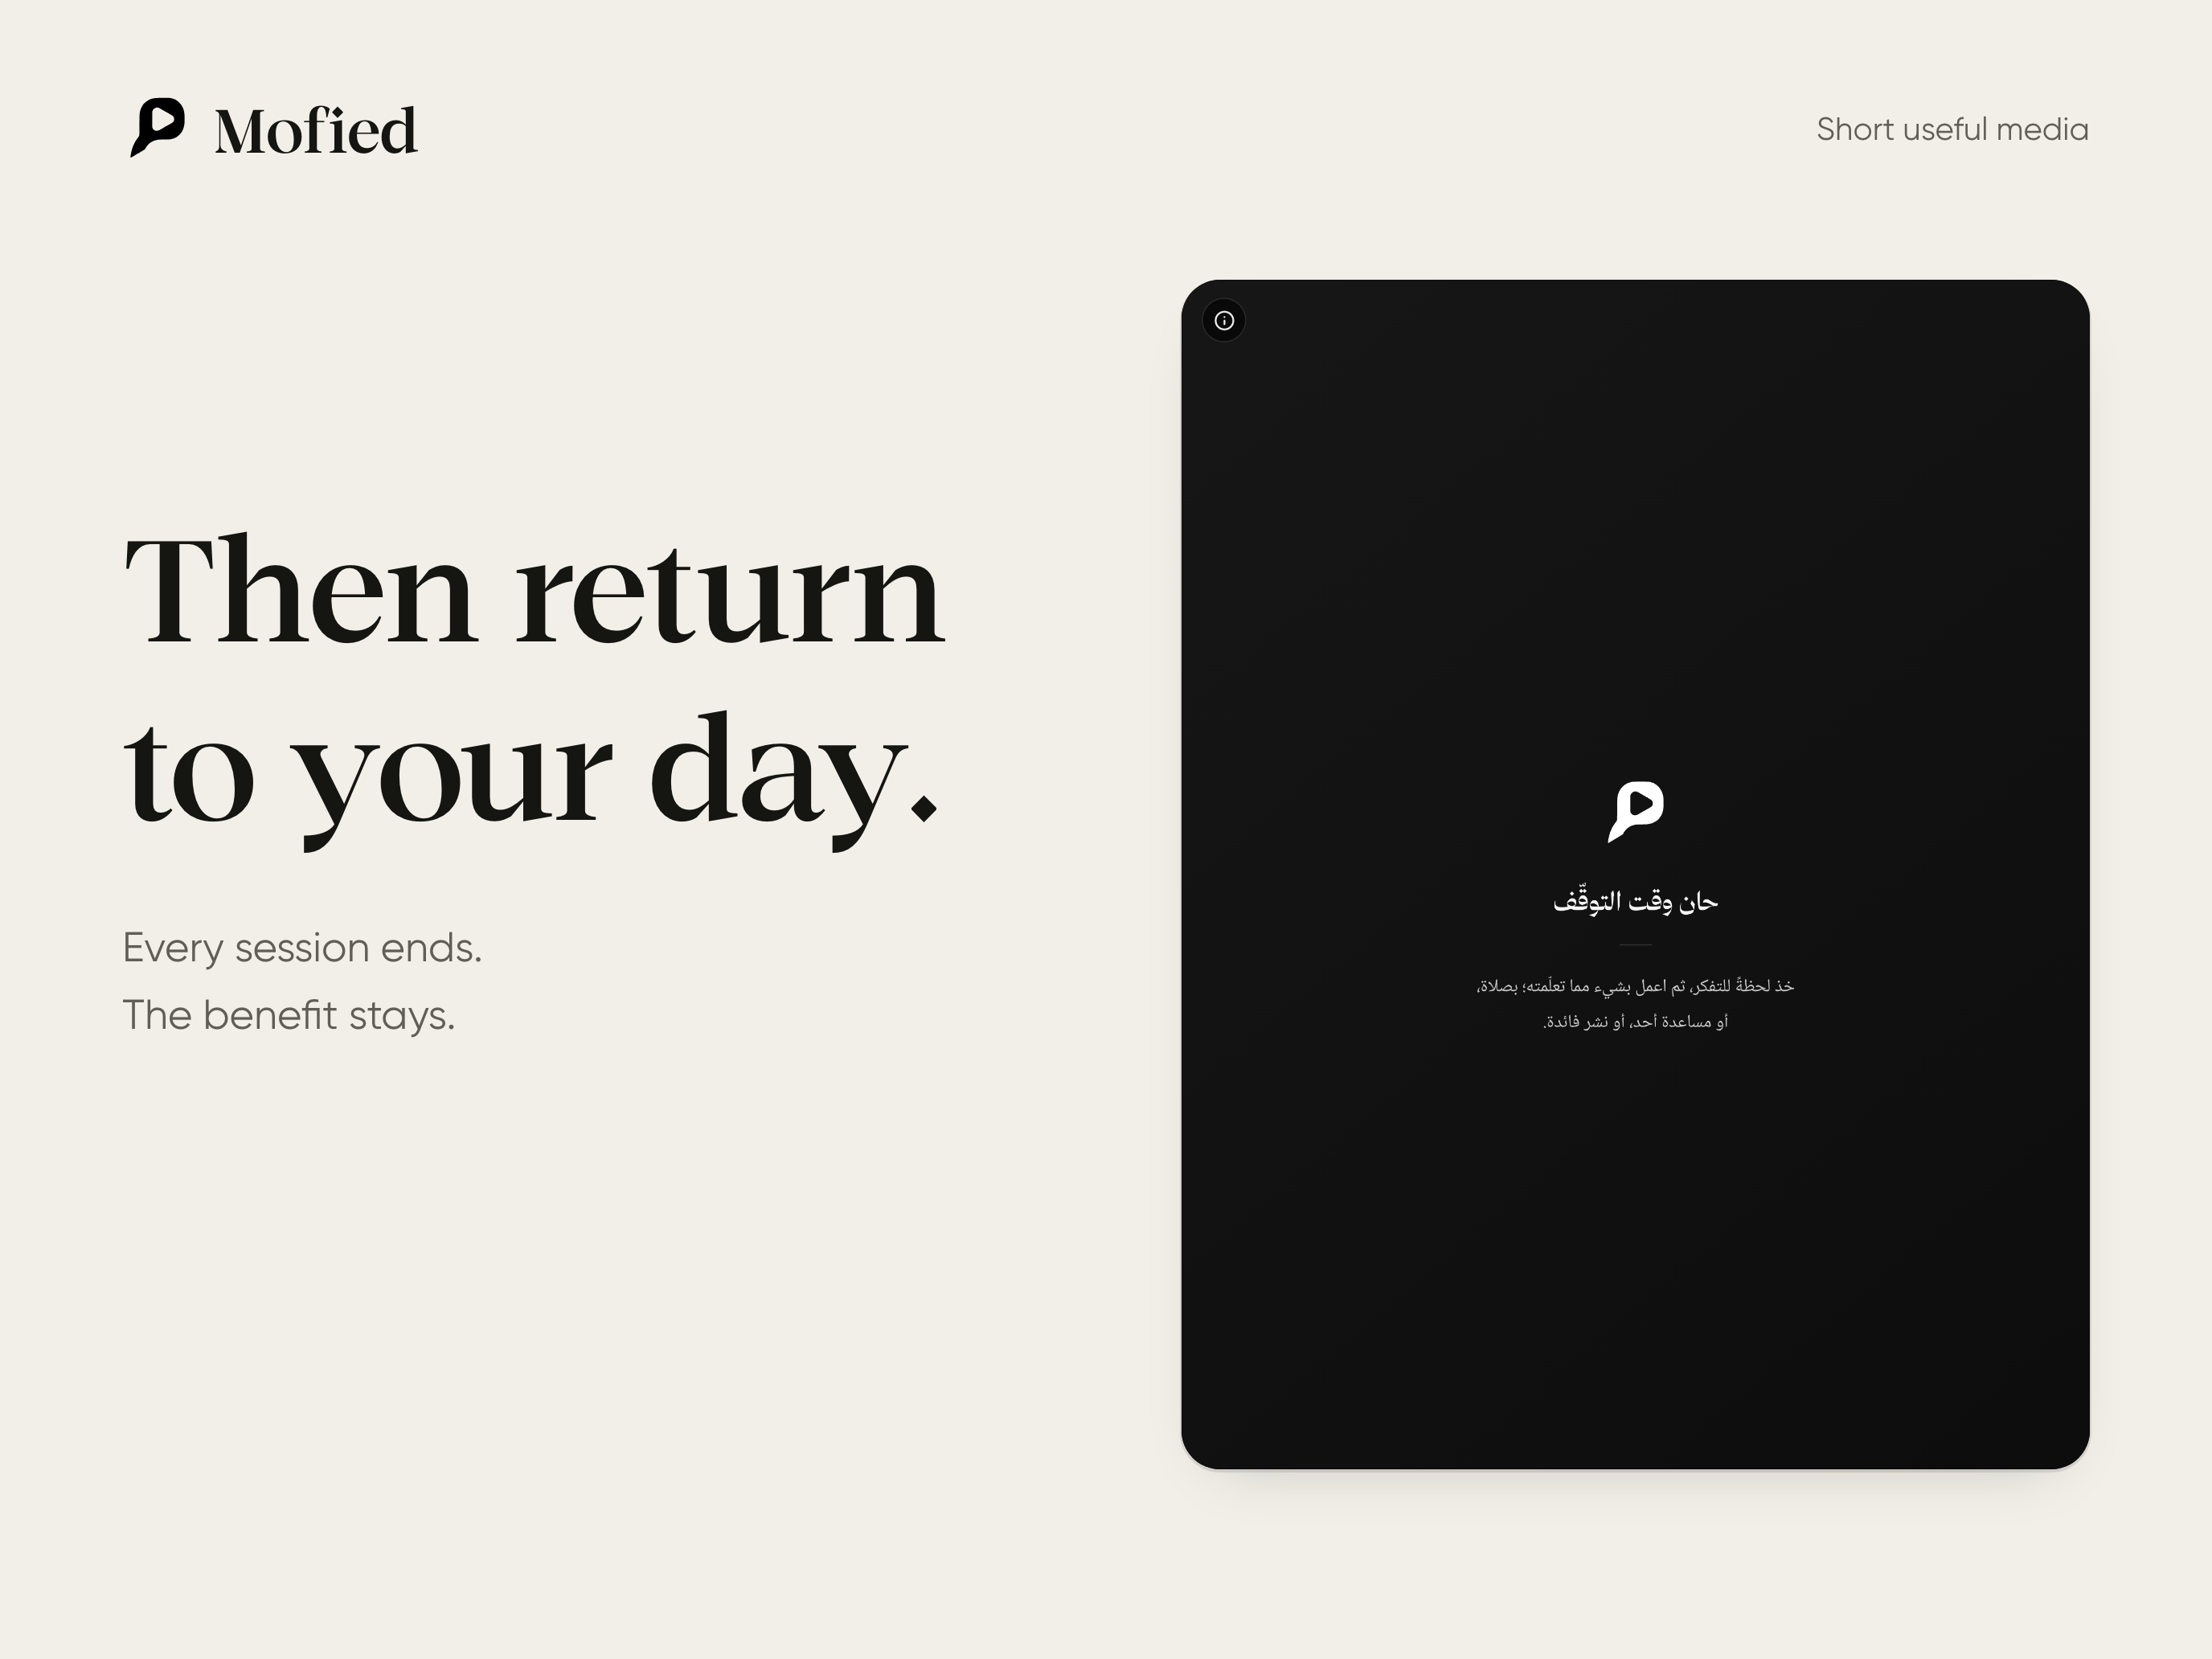 Mofied
Short useful media
Then return
to your day.
Every session ends.
The benefit stays.
حان وقت التوقّف
خذ لحظةً للتفكر، ثم اعمل بشيء مما تعلّمته؛ بصلاة،
أو مساعدة أحد، أو نشر فائدة.